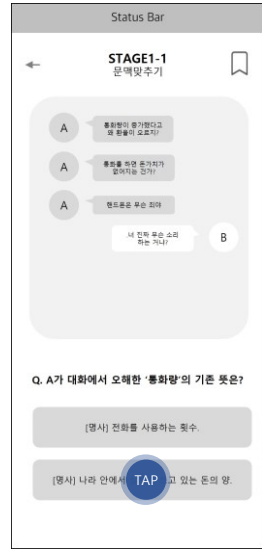 Status Bar
STAGE1-1
문맥맞추기
A
통화량이 증가했다고
왜 환율이 오르지?
A
통화를 하면 돈가치가
없어지는 건가?
A
핸드폰은 무슨 죄야
너 진짜 무슨 소리
하는 거냐?
B
Q. A가 대화에서 오해한 ‘통화량’의 기존 뜻은?
[명사] 전화를 사용하는 횟수.
[명사] 나라 안에서 TAP 고 있는 돈의 양.